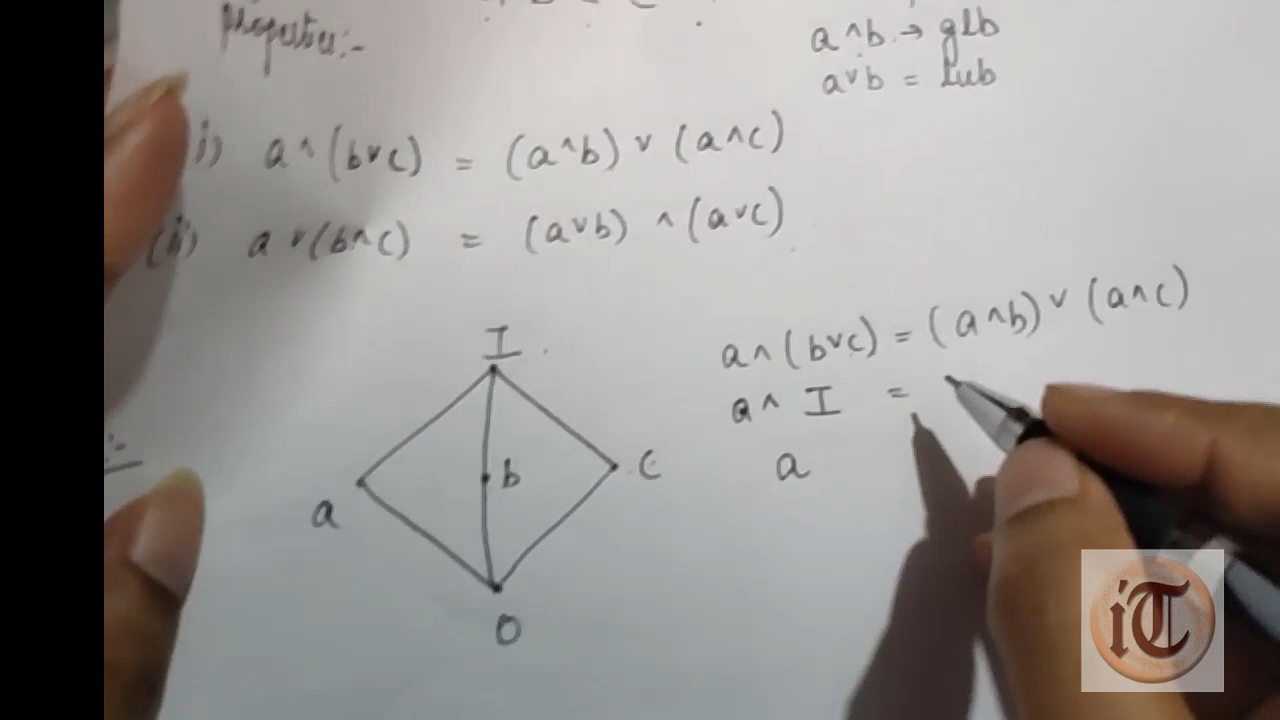 properties:-
a ∧ b → glb
a ∨ b = lub
i) a ∧ (b ∨ c) = (a ∧ b) ∨ (a ∧ c)
(ii) a ∨ (b ∧ c) = (a ∨ b) ∧ (a ∨ c)
I
a ∧ (b ∨ c) = (a ∧ b) ∨ (a ∧ c)
a ∧ I =
b
c
a
a
0
iT